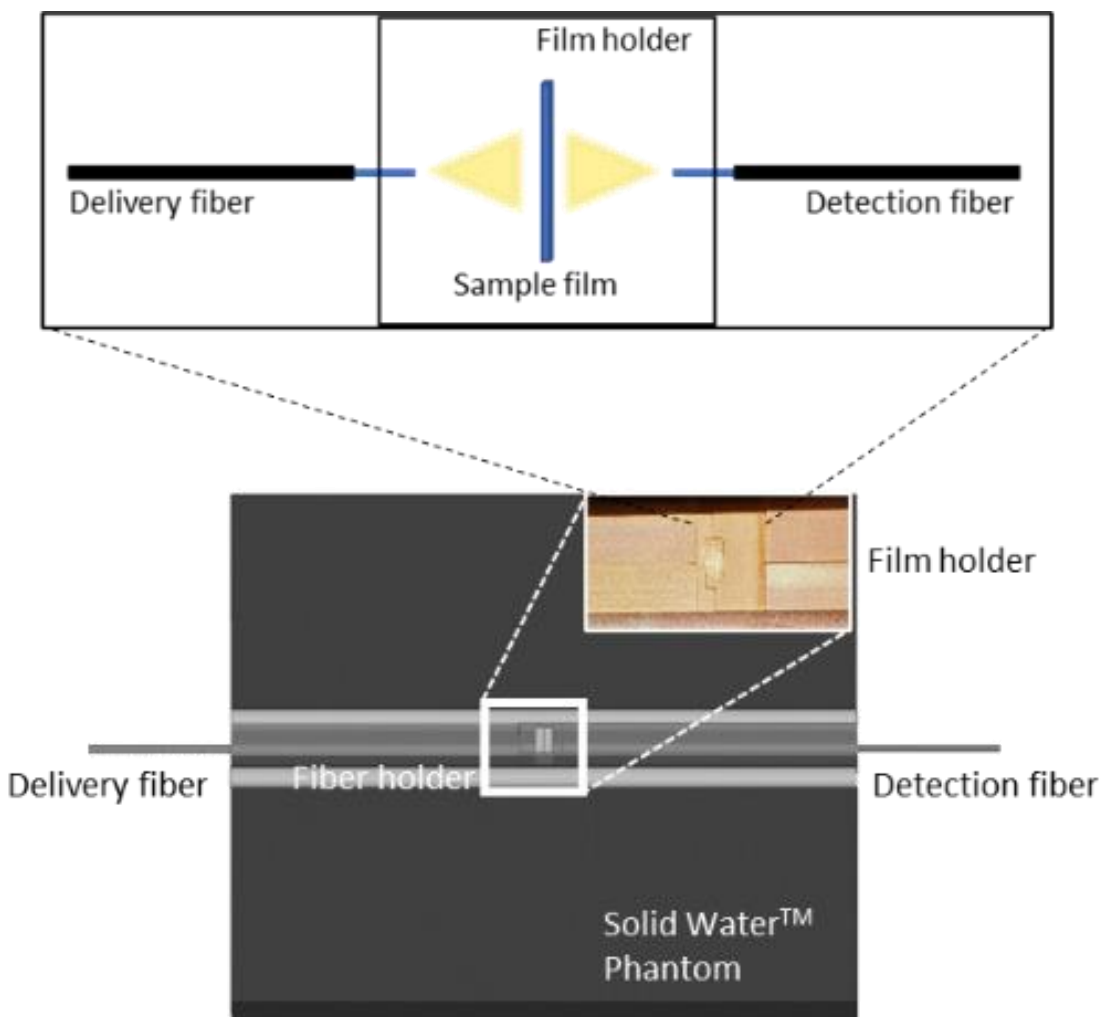 Film holder
Delivery fiber
Detection fiber
Sample film
Film holder
Delivery fiber
Fiber holder
Detection fiber
Solid Water™
Phantom